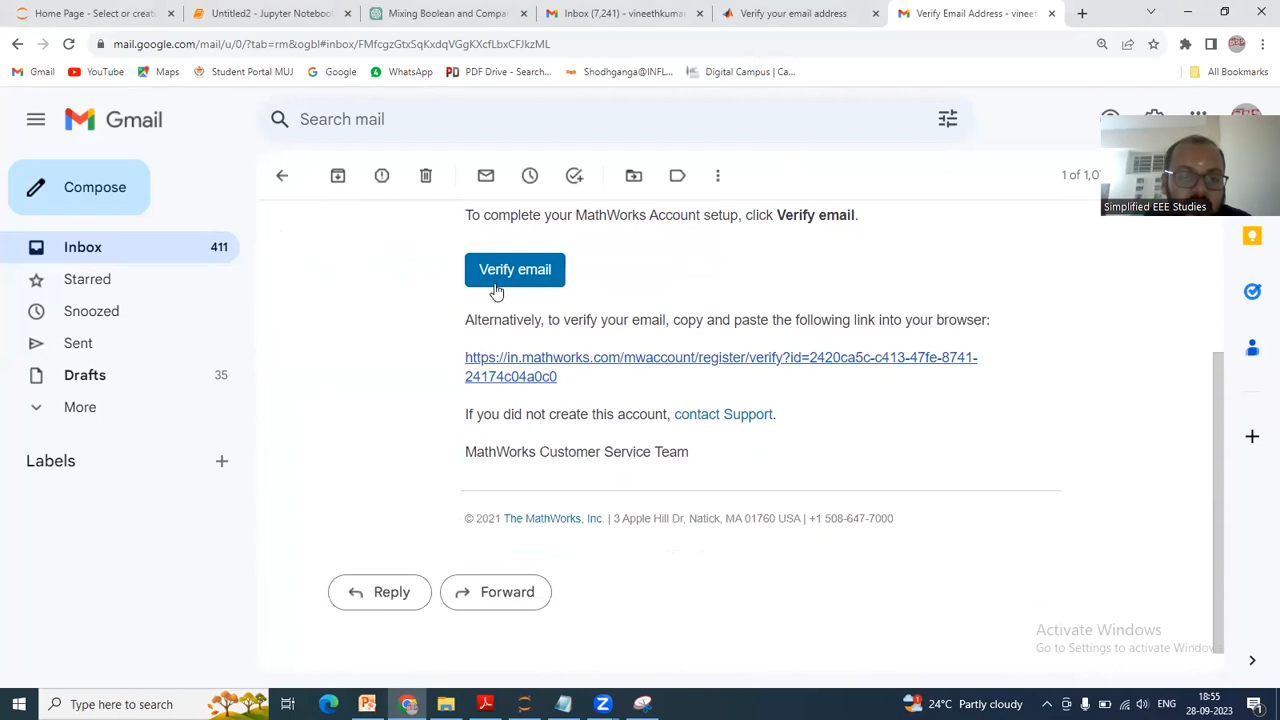 Home Page - Select or create
Untitled2 - Jupyter Notebook
Mixing Boolean and Compa
Inbox (7,241) - vineethkumar
Verify your email address
Verify Email Address - vinee
mail.google.com/mail/u/0/?tab=rm&ogbl#inbox/FMfcgzGtxSqKxdqVGgKXcfLbxCFJkzML
Gmail
YouTube
Maps
Student Portal MUJ
Google
WhatsApp
PDF Drive - Search...
Shodhganga@INFL...
Digital Campus | Ca...
All Bookmarks
Gmail
Search mail
Compose
1 of 1,0
Simplified EEE Studies
To complete your MathWorks Account setup, click Verify email.
Inbox 411
Verify email
Starred
Snoozed
Alternatively, to verify your email, copy and paste the following link into your browser:
Sent
https://in.mathworks.com/mwaccount/register/verify?id=2420ca5c-c413-47fe-8741-
24174c04a0c0
Drafts 35
More
If you did not create this account, contact Support.
MathWorks Customer Service Team
Labels
© 2021 The MathWorks, Inc. | 3 Apple Hill Dr, Natick, MA 01760 USA | +1 508-647-7000
Reply
Forward
Activate Windows
Go to Settings to activate Window
Type here to search
24°C Partly cloudy
ENG
18:55
28-09-2023